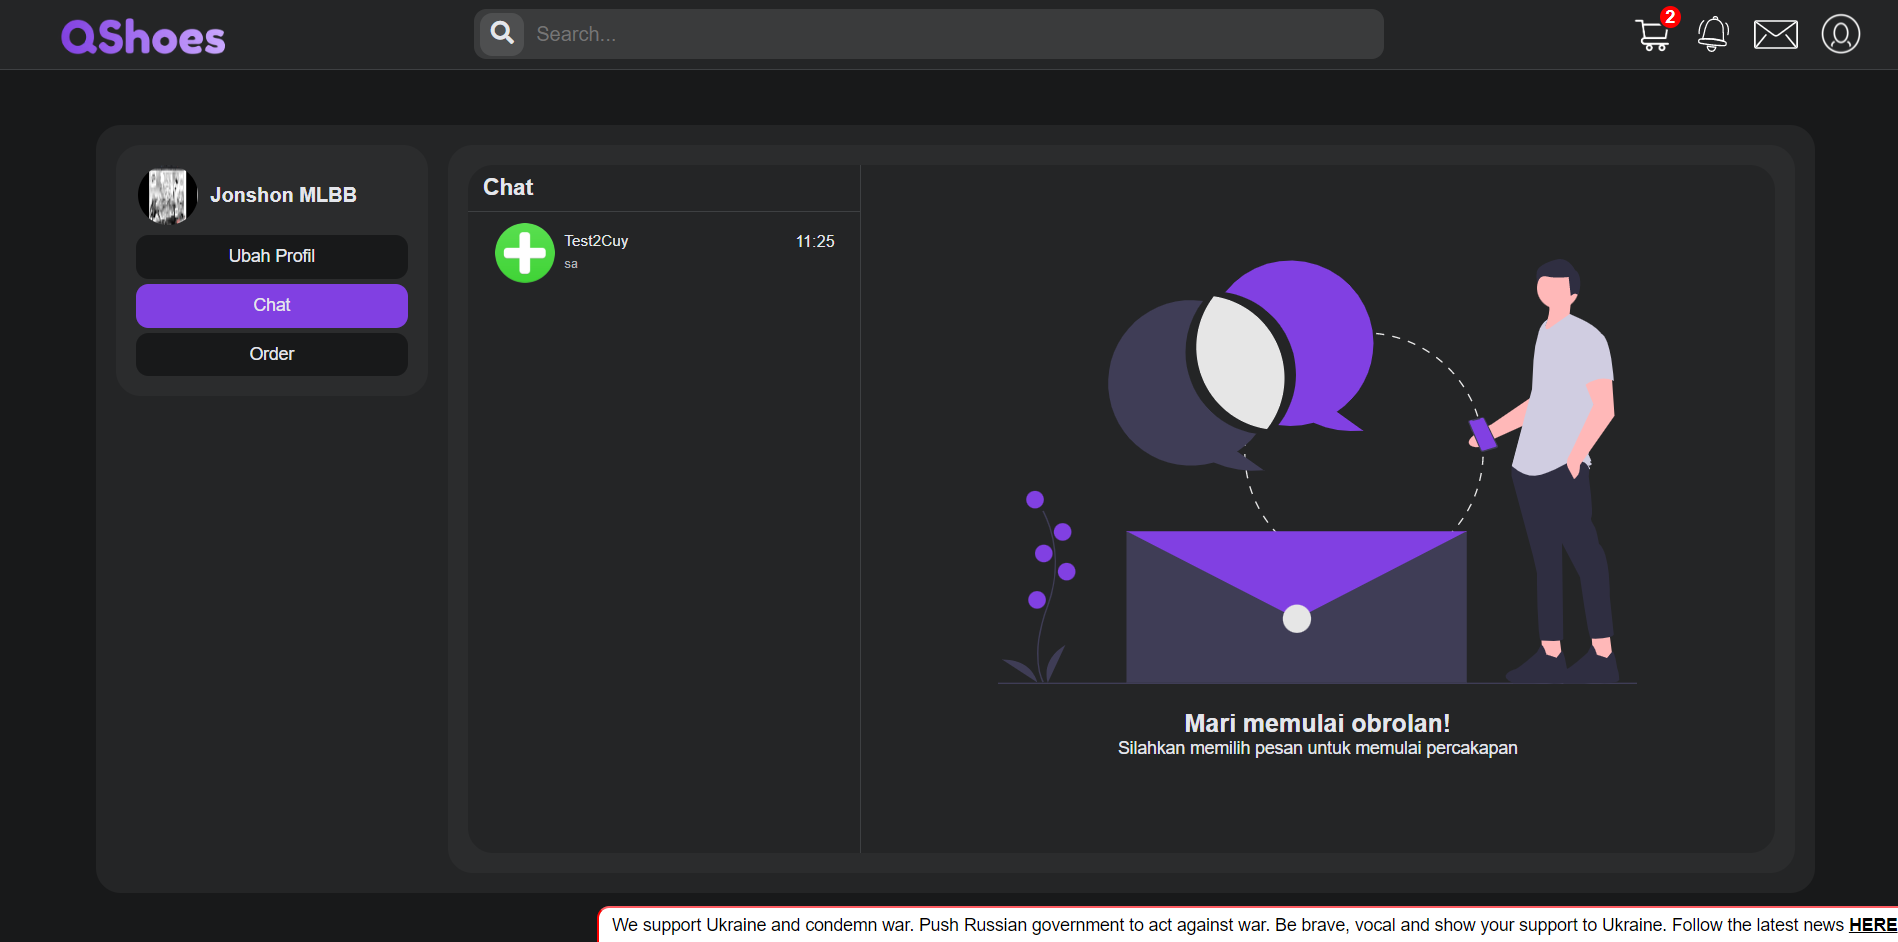 QShoes
Search...
2
Jonshon MLBB
Ubah Profil
Chat
Order
Chat
Test2Cuy
11:25
sa
Mari memulai obrolan!
Silahkan memilih pesan untuk memulai percakapan
We support Ukraine and condemn war. Push Russian government to act against war. Be brave, vocal and show your support to Ukraine. Follow the latest news HERE